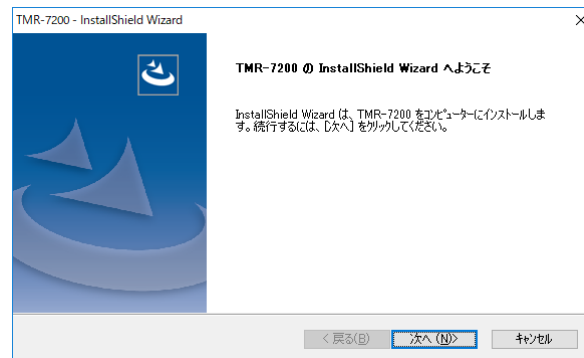 TMR-7200 - InstallShield Wizard
TMR-7200 の InstallShield Wizard へようこそ
InstallShield Wizard は、TMR-7200 をコンピューターにインストールしま
す。続行するには、[次へ] をクリックしてください。
< 戻る(B)
次へ (N)>
キャンセル